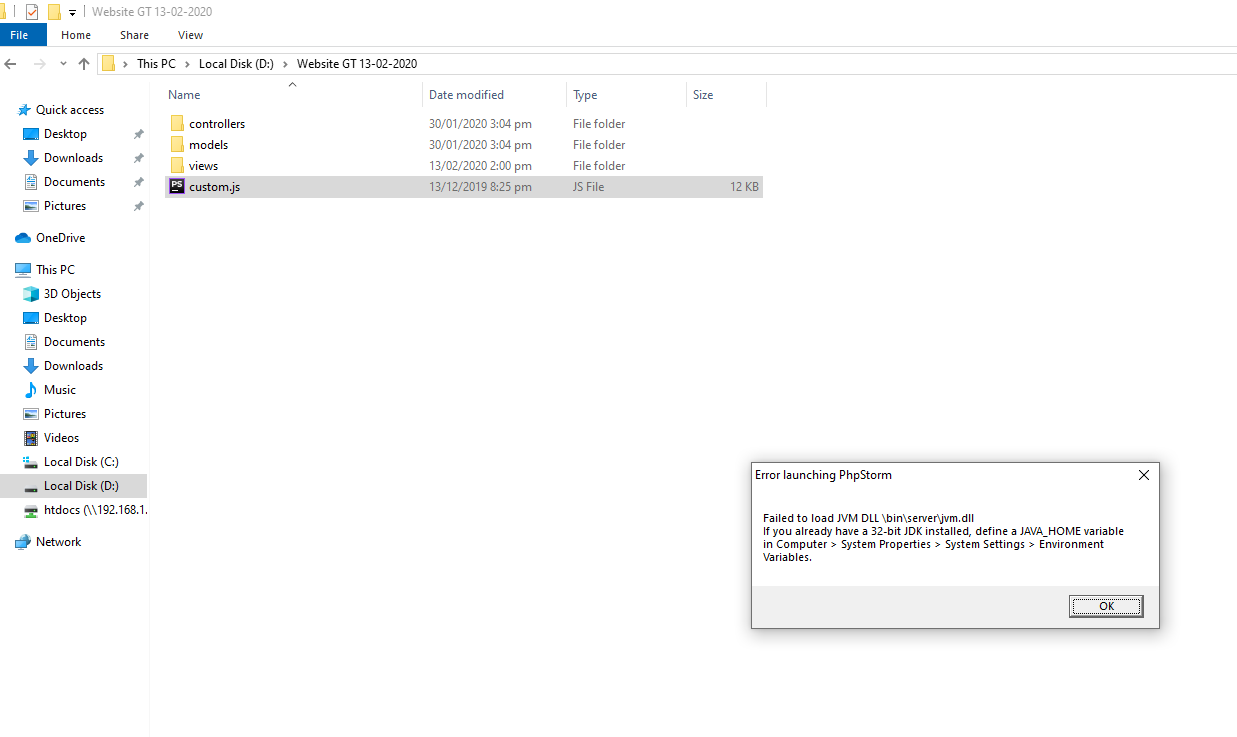 Website GT 13-02-2020
File Home Share View
This PC Local Disk (D:) Website GT 13-02-2020
Name Date modified Type Size
controllers 30/01/2020 3:04 pm File folder
models 30/01/2020 3:04 pm File folder
views 13/02/2020 2:00 pm File folder
PS custom.js 13/12/2019 8:25 pm JS File 12 KB
Quick access
Desktop
Downloads
Documents
Pictures
OneDrive
This PC
3D Objects
Desktop
Documents
Downloads
Music
Pictures
Videos
Local Disk (C:)
Local Disk (D:)
htdocs (\\192.168.1.
Network
Error launching PhpStorm
Failed to load JVM DLL \bin\server\jvm.dll
If you already have a 32-bit JDK installed, define a JAVA_HOME variable
in Computer > System Properties > System Settings > Environment
Variables.
OK